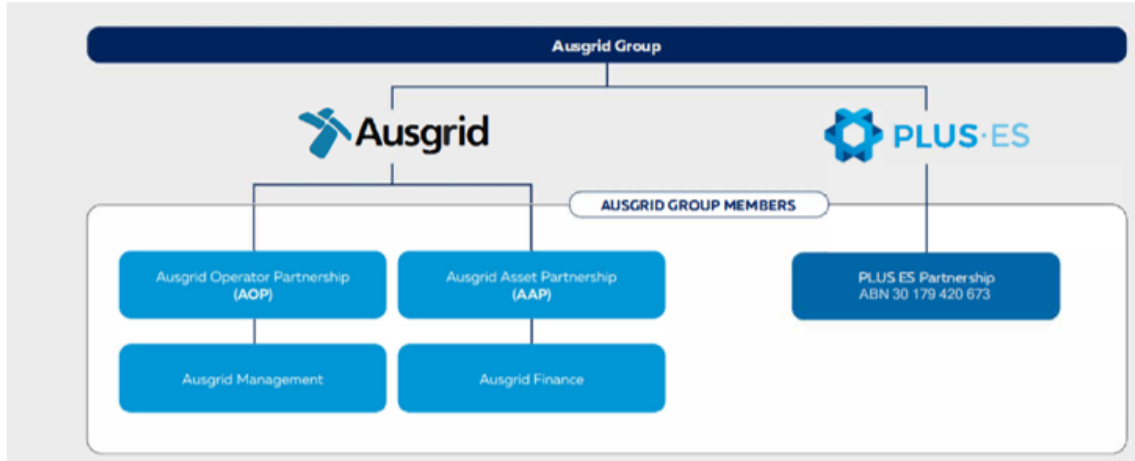 Ausgrid Group
Ausgrid
PLUS·ES
AUSGRID GROUP MEMBERS
Ausgrid Operator Partnership
(AOP)
Ausgrid Asset Partnership
(AAP)
PLUS ES Partnership
ABN 30 179 420 673
Ausgrid Management
Ausgrid Finance